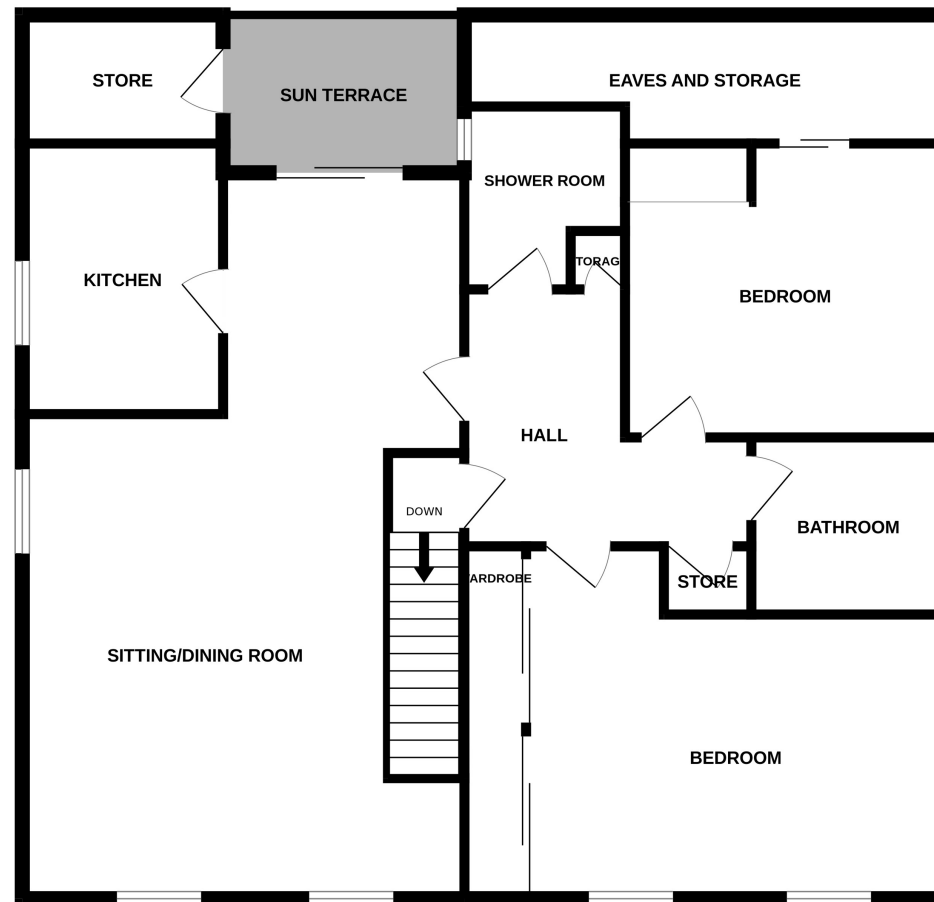 STORE
SUN TERRACE
EAVES AND STORAGE
SHOWER ROOM
TORAG
KITCHEN
BEDROOM
HALL
DOWN
BATHROOM
ARDROBE
STORE
SITTING/DINING ROOM
BEDROOM